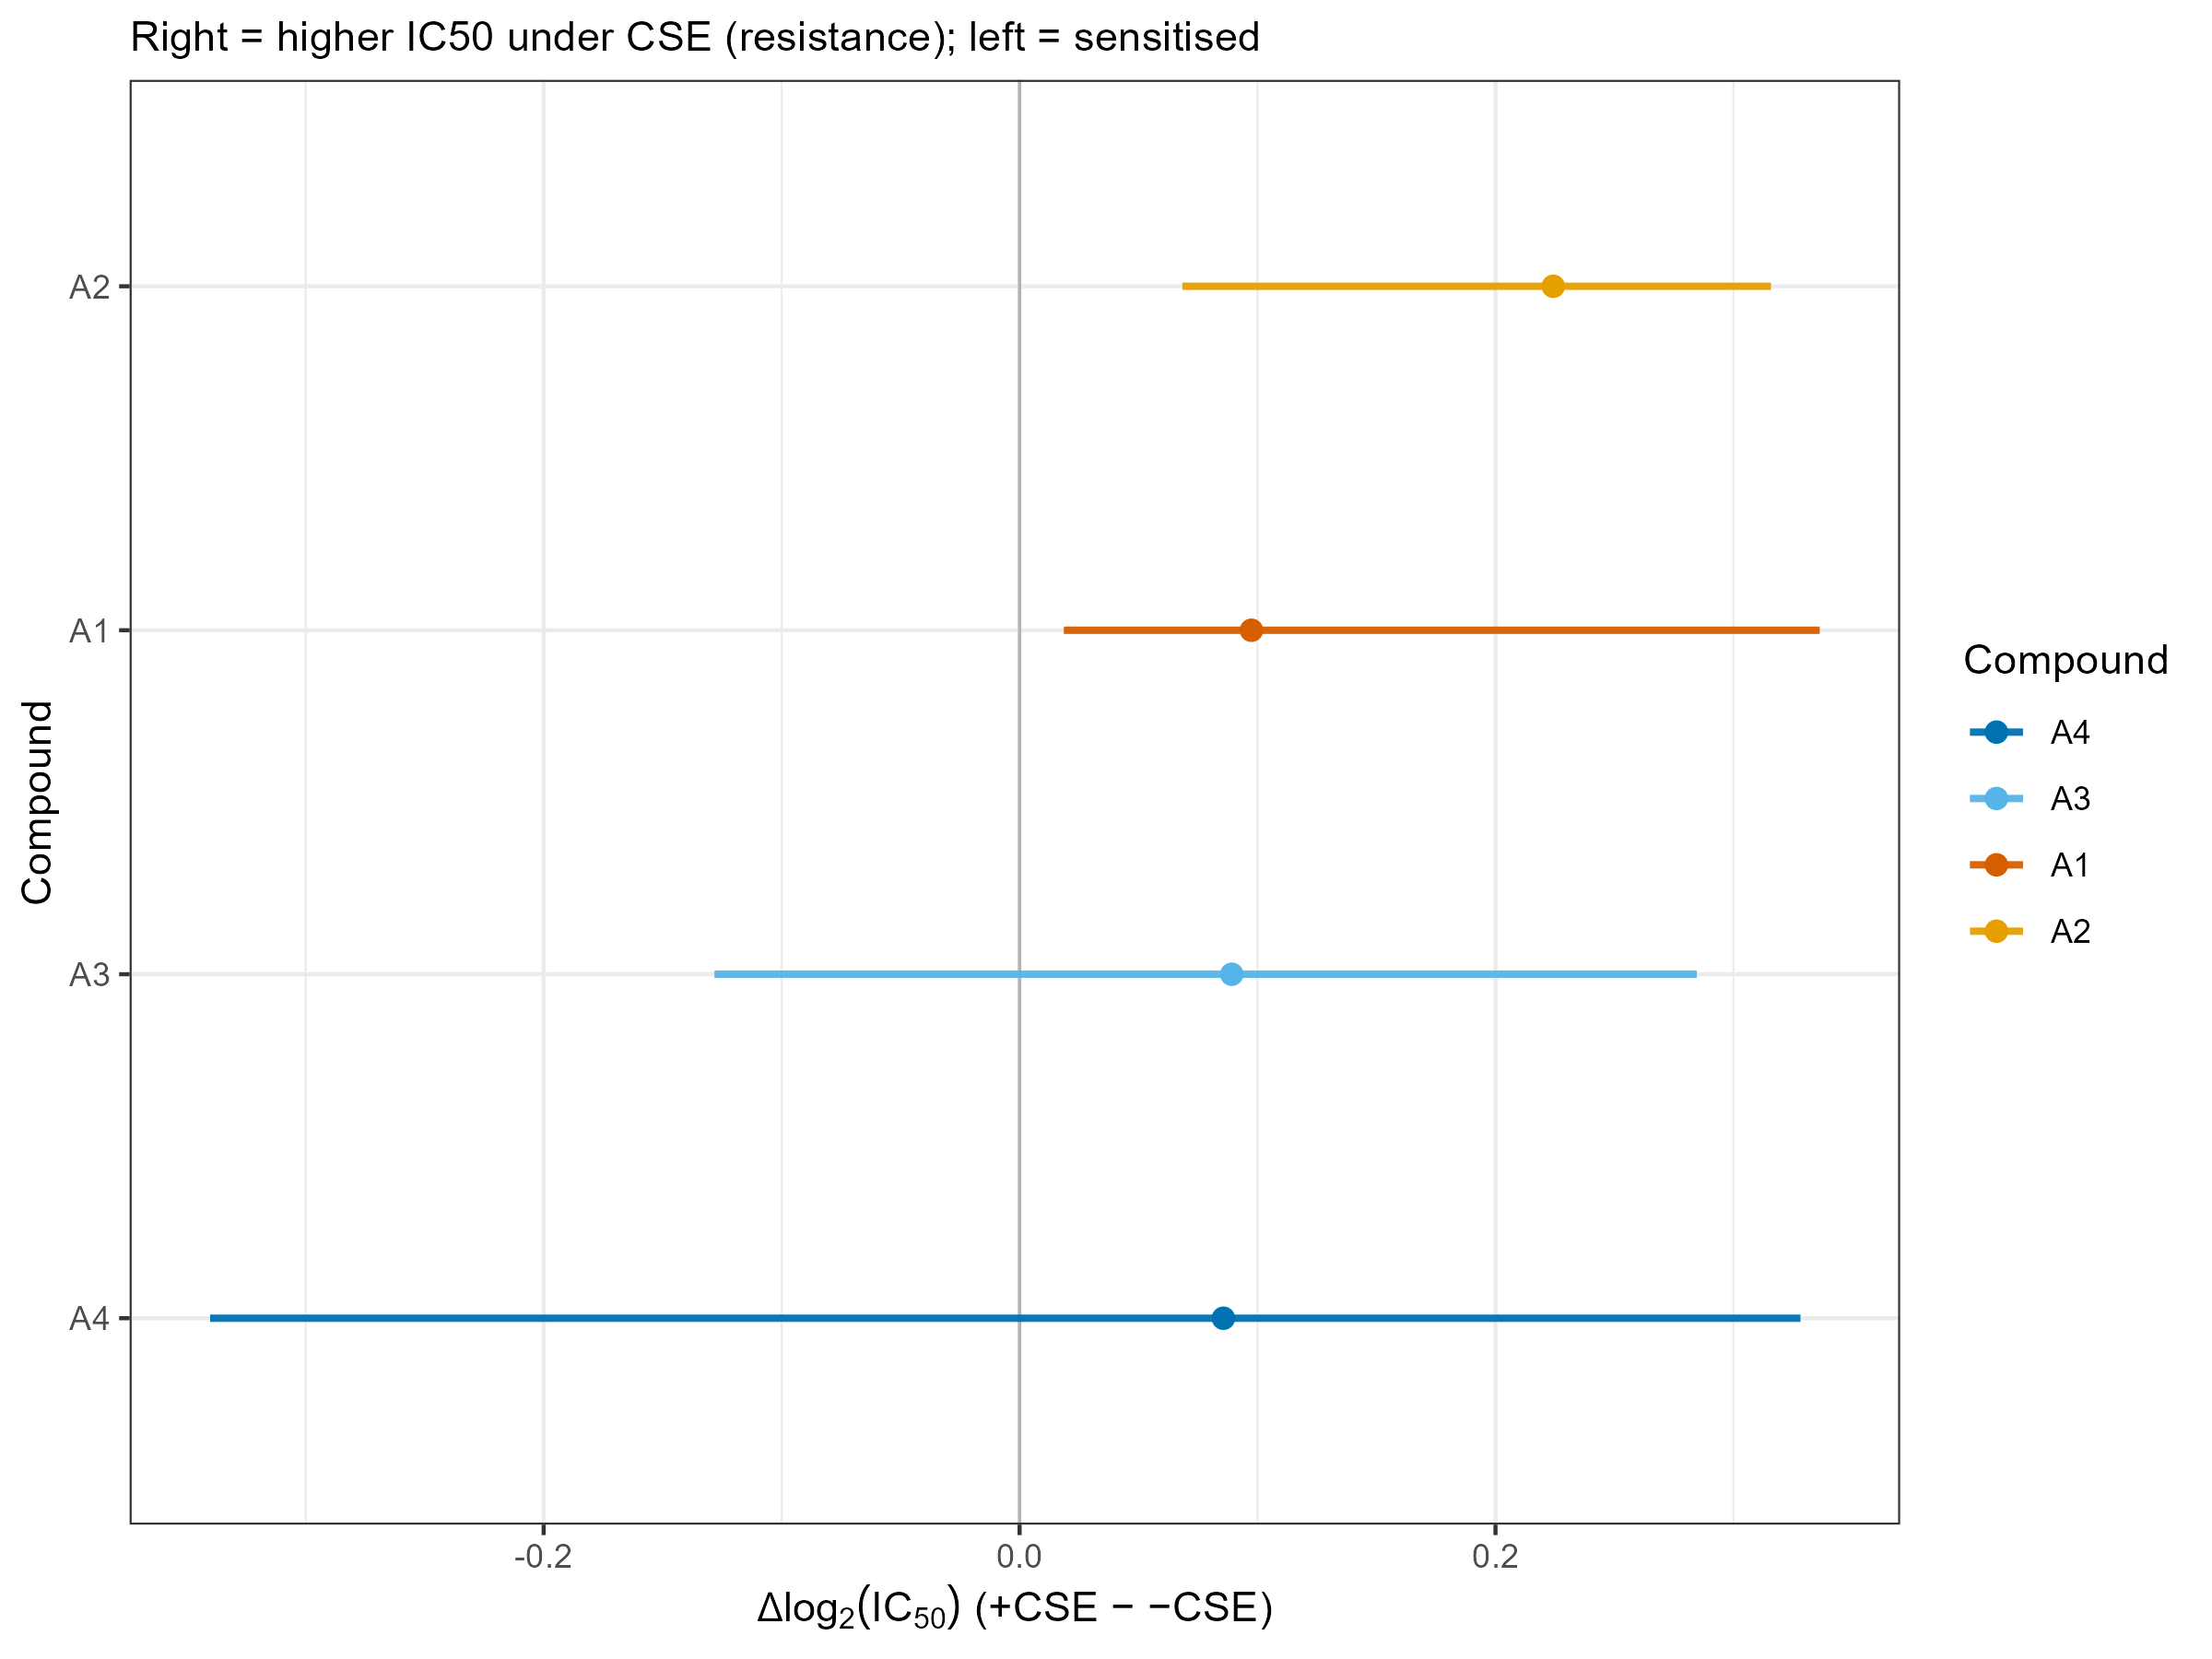 Right = higher IC50 under CSE (resistance); left = sensitised
A2
A1
A3
A4
Compound
-0.2 0.0 0.2
Δlog₂(IC₅₀) (+CSE − −CSE)
Compound
A4
A3
A1
A2